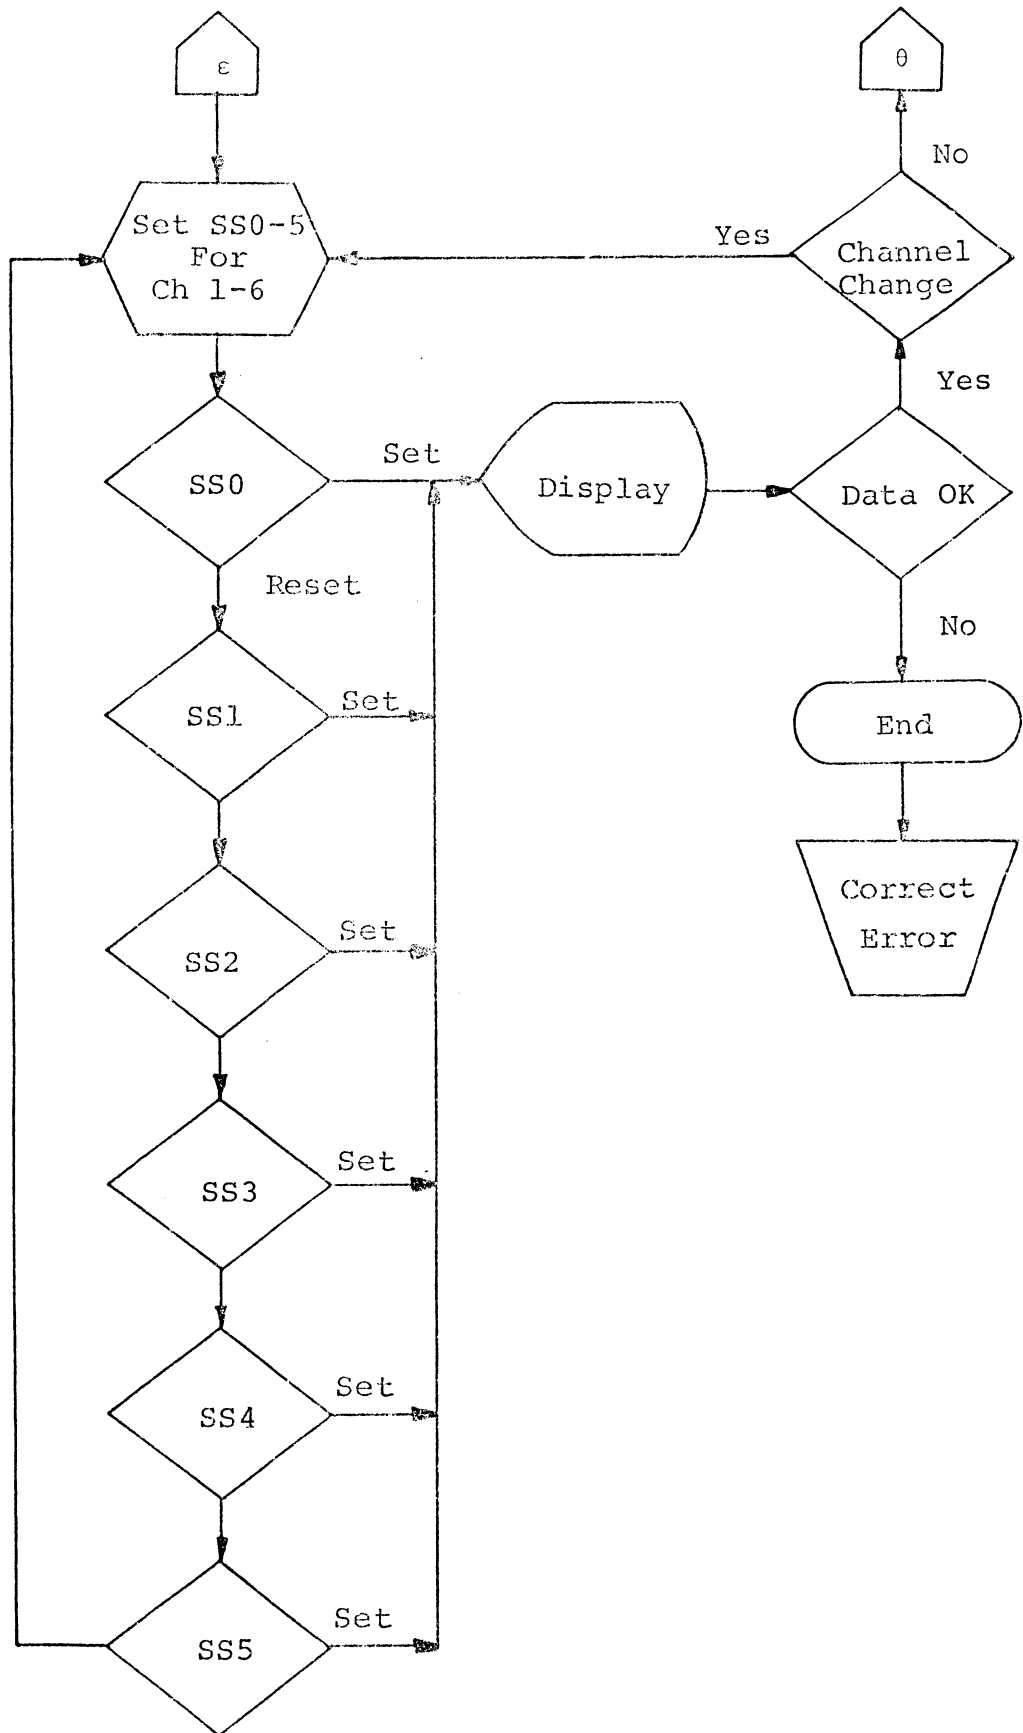 ε
θ
No
Set SS0-5
For
Ch 1-6
Yes
Channel
Change
Yes
Set
SS0
Display
Data OK
Reset
No
Set
SS1
End
Correct
Error
Set
SS2
Set
SS3
Set
SS4
Set
SS5